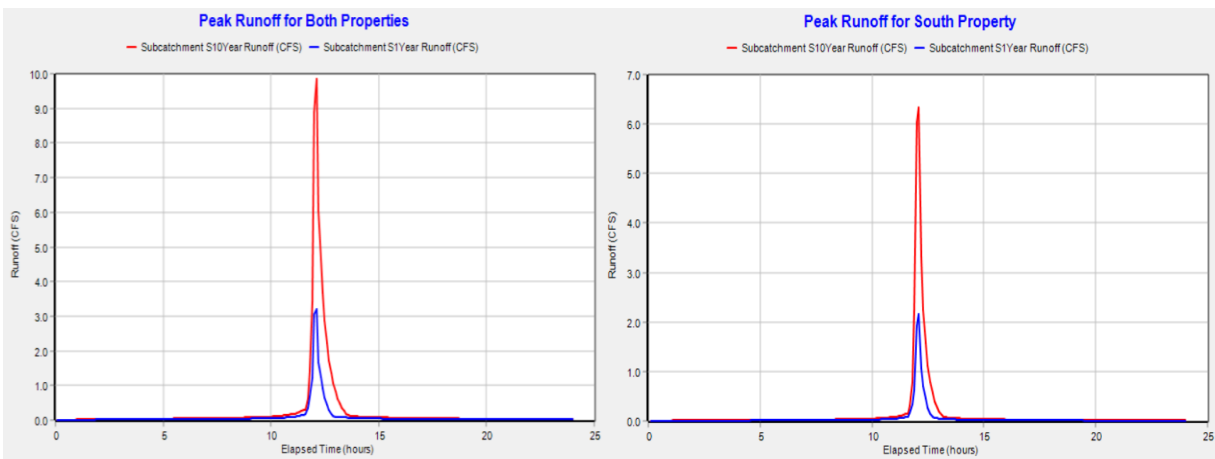 Peak Runoff for Both Properties
Subcatchment S10Year Runoff (CFS) Subcatchment S1Year Runoff (CFS)
10.0
9.0
8.0
7.0
6.0
5.0
4.0
3.0
2.0
1.0
0.0
Runoff (CFS)
0 5 10 15 20 25
Elapsed Time (hours)
Peak Runoff for South Property
Subcatchment S10Year Runoff (CFS) Subcatchment S1Year Runoff (CFS)
7.0
6.0
5.0
4.0
3.0
2.0
1.0
0.0
Runoff (CFS)
0 5 10 15 20 25
Elapsed Time (hours)